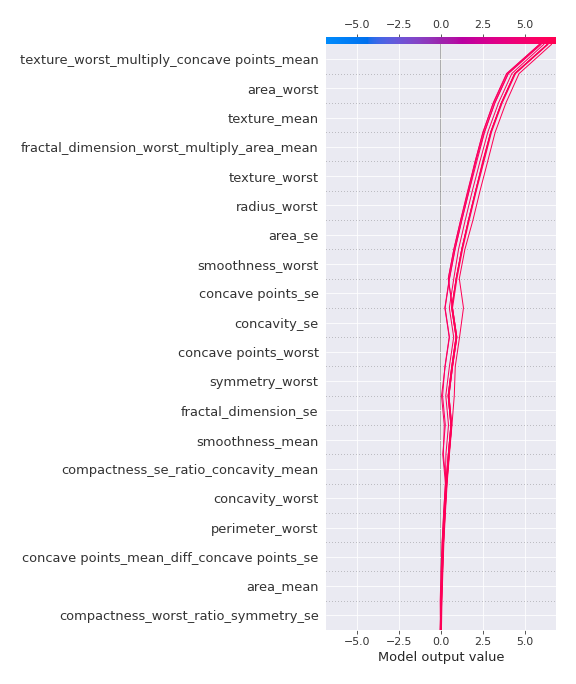 −5.0 −2.5 0.0 2.5 5.0
texture_worst_multiply_concave points_mean
area_worst
texture_mean
fractal_dimension_worst_multiply_area_mean
texture_worst
radius_worst
area_se
smoothness_worst
concave points_se
concavity_se
concave points_worst
symmetry_worst
fractal_dimension_se
smoothness_mean
compactness_se_ratio_concavity_mean
concavity_worst
perimeter_worst
concave points_mean_diff_concave points_se
area_mean
compactness_worst_ratio_symmetry_se
−5.0 −2.5 0.0 2.5 5.0
Model output value